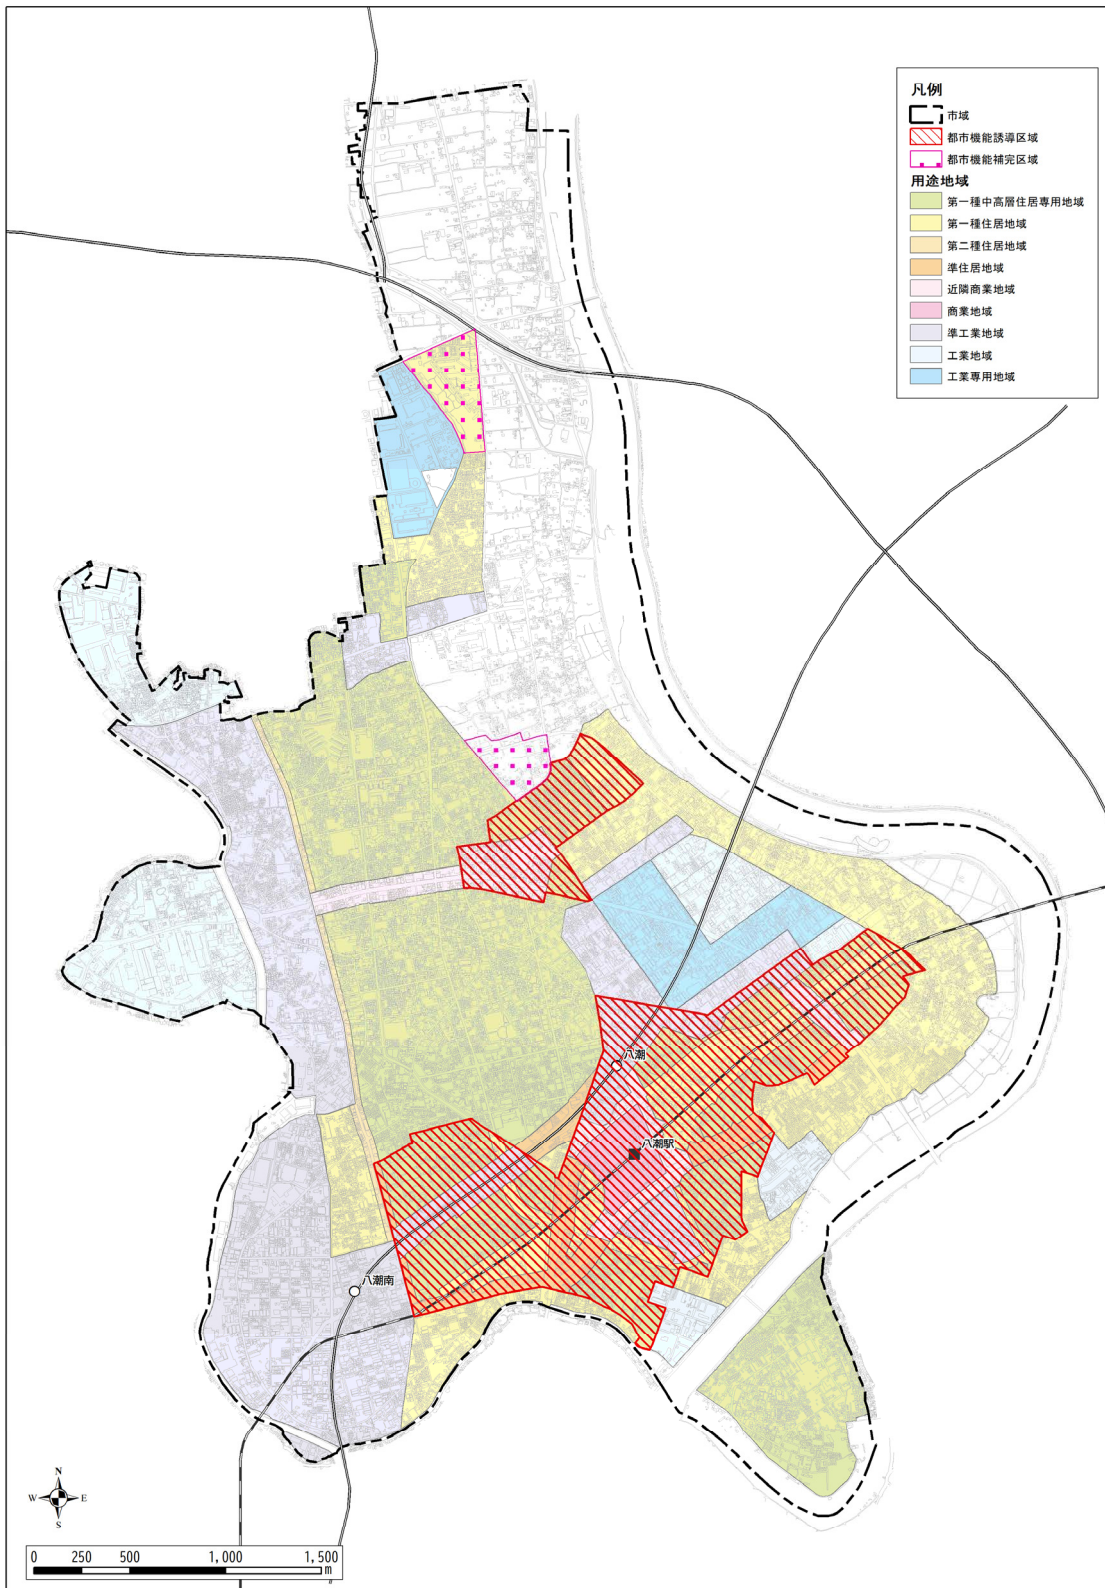 凡例
市域
都市機能誘導区域
都市機能補完区域
用途地域
第一種中高層住居専用地域
第一種住居地域
第二種住居地域
準住居地域
近隣商業地域
商業地域
準工業地域
工業地域
工業専用地域
八潮
八潮駅
八潮南
N
W E
S
0 250 500 1,000 1,500
m